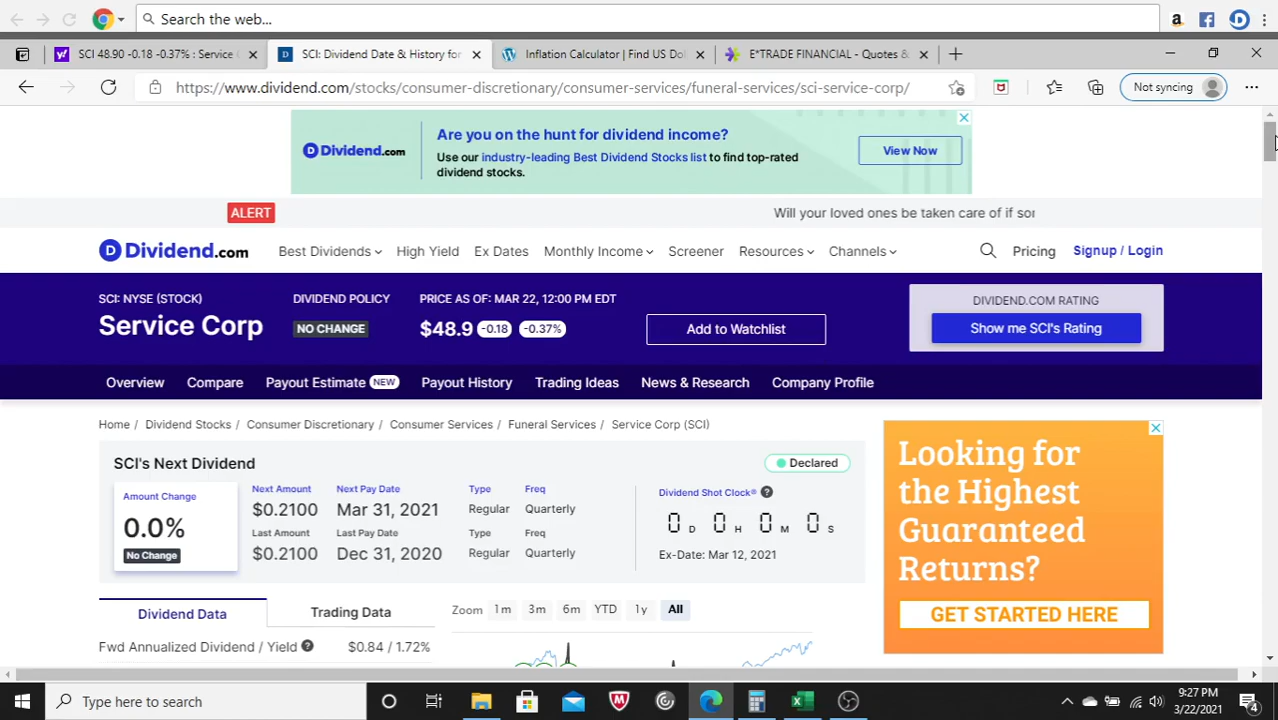 Search the web...
SCI 48.90 -0.18 -0.37% : Service
SCI: Dividend Date & History for
Inflation Calculator | Find US Do
E*TRADE FINANCIAL - Quotes &
https://www.dividend.com/stocks/consumer-discretionary/consumer-services/funeral-services/sci-service-corp/
Not syncing
Dividend.com
Are you on the hunt for dividend income?
Use our industry-leading Best Dividend Stocks list to find top-rated
dividend stocks.
View Now
ALERT
Will your loved ones be taken care of if so
Dividend.com
Best Dividends
High Yield
Ex Dates
Monthly Income
Screener
Resources
Channels
Pricing
Signup / Login
SCI: NYSE (STOCK)
DIVIDEND POLICY
PRICE AS OF: MAR 22, 12:00 PM EDT
DIVIDEND.COM RATING
Service Corp
NO CHANGE
$48.9 -0.18 -0.37%
Add to Watchlist
Show me SCI's Rating
Overview
Compare
Payout Estimate NEW
Payout History
Trading Ideas
News & Research
Company Profile
Home / Dividend Stocks / Consumer Discretionary / Consumer Services / Funeral Services / Service Corp (SCI)
SCI's Next Dividend
Declared
Amount Change
0.0%
No Change
Next Amount
$0.2100
Last Amount
$0.2100
Next Pay Date
Mar 31, 2021
Last Pay Date
Dec 31, 2020
Type
Regular
Type
Regular
Freq
Quarterly
Freq
Quarterly
Dividend Shot Clock® ?
0 D 0 H 0 M 0 S
Ex-Date: Mar 12, 2021
Looking for
the Highest
Guaranteed
Returns?
GET STARTED HERE
Dividend Data
Trading Data
Zoom 1m 3m 6m YTD 1y All
Fwd Annualized Dividend / Yield ? $0.84 / 1.72%
Type here to search
9:27 PM
3/22/2021
4